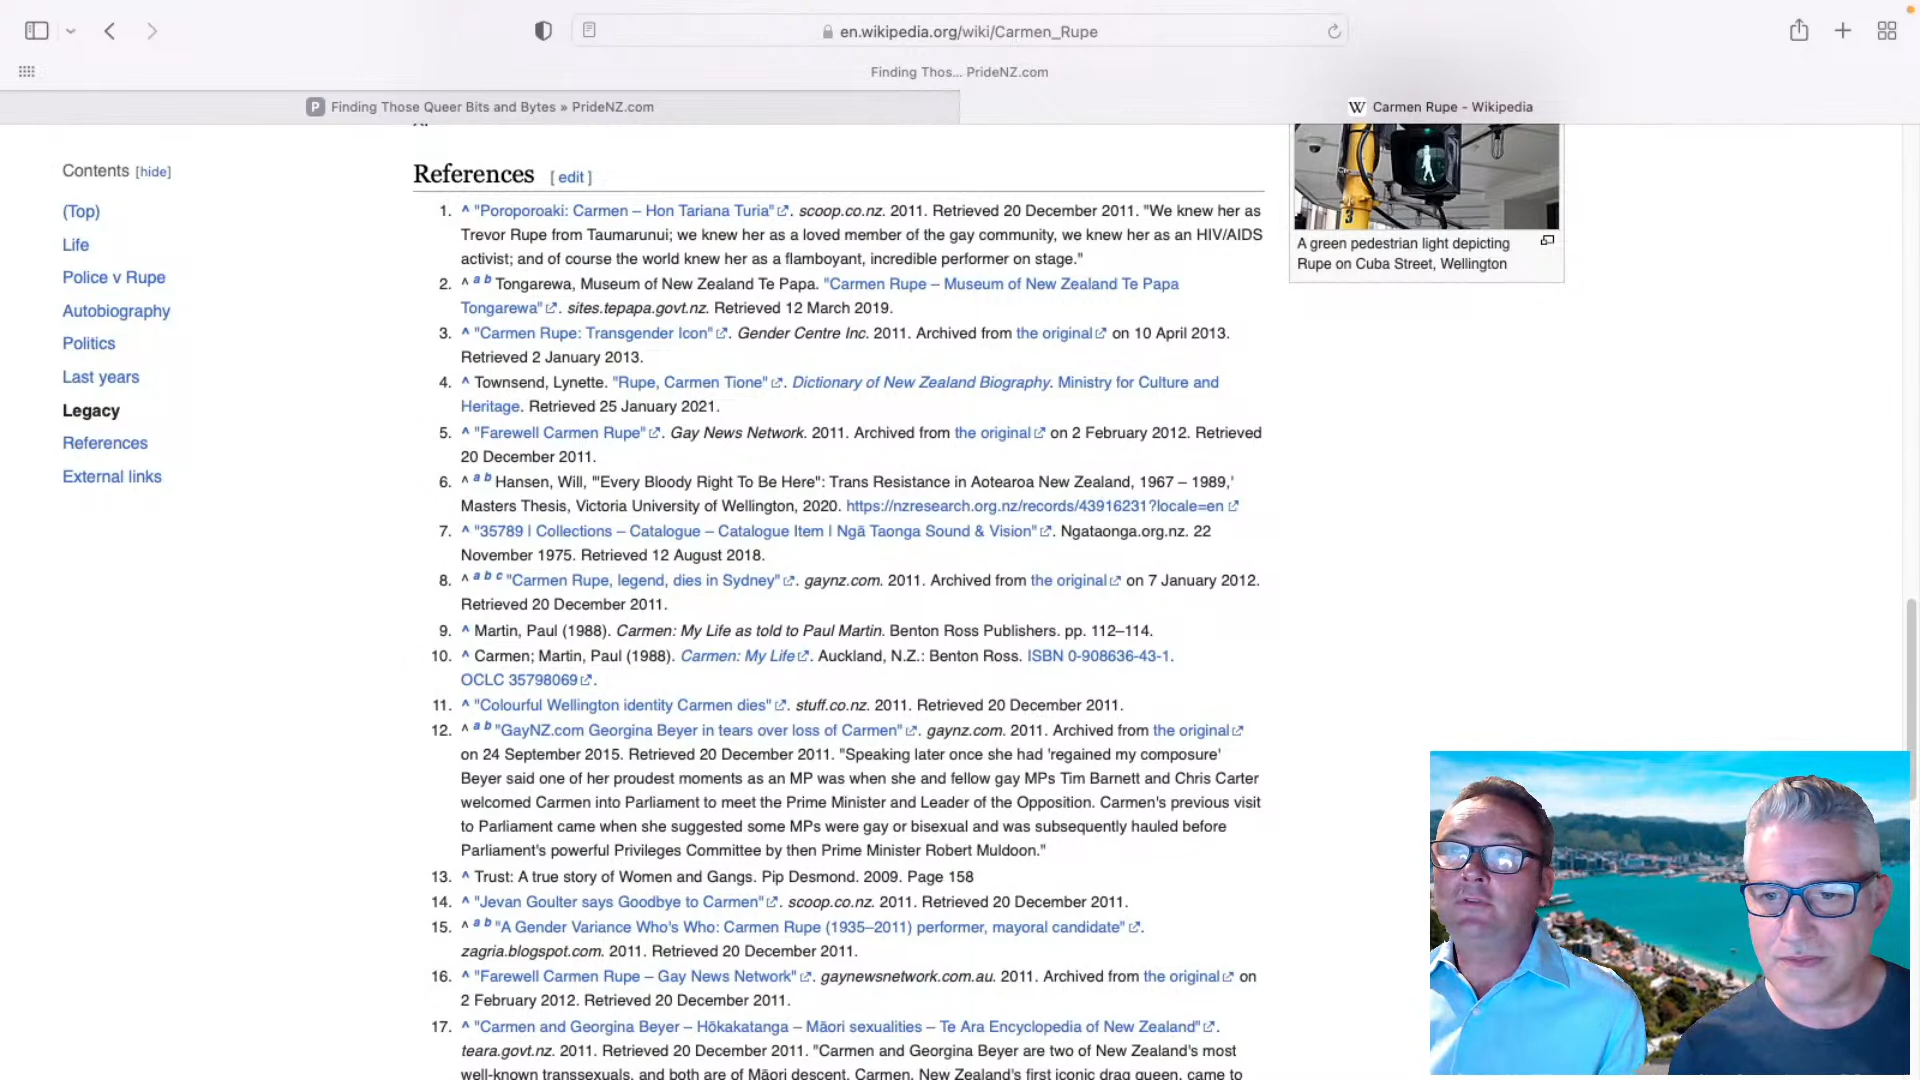 en.wikipedia.org/wiki/Carmen_Rupe
Finding Thos... PrideNZ.com
P Finding Those Queer Bits and Bytes » PrideNZ.com
W Carmen Rupe - Wikipedia
Contents [hide]
(Top)
Life
Police v Rupe
Autobiography
Politics
Last years
Legacy
References
External links
References [ edit ]
1. ^ "Poroporoaki: Carmen – Hon Tariana Turia". scoop.co.nz. 2011. Retrieved 20 December 2011. "We knew her as
Trevor Rupe from Taumarunui; we knew her as a loved member of the gay community, we knew her as an HIV/AIDS
activist; and of course the world knew her as a flamboyant, incredible performer on stage."
2. ^ a b Tongarewa, Museum of New Zealand Te Papa. "Carmen Rupe – Museum of New Zealand Te Papa
Tongarewa". sites.tepapa.govt.nz. Retrieved 12 March 2019.
3. ^ "Carmen Rupe: Transgender Icon". Gender Centre Inc. 2011. Archived from the original on 10 April 2013.
Retrieved 2 January 2013.
4. ^ Townsend, Lynette. "Rupe, Carmen Tione". Dictionary of New Zealand Biography. Ministry for Culture and
Heritage. Retrieved 25 January 2021.
5. ^ "Farewell Carmen Rupe". Gay News Network. 2011. Archived from the original on 2 February 2012. Retrieved
20 December 2011.
6. ^ a b Hansen, Will, "'Every Bloody Right To Be Here": Trans Resistance in Aotearoa New Zealand, 1967 – 1989,'
Masters Thesis, Victoria University of Wellington, 2020. https://nzresearch.org.nz/records/43916231?locale=en
7. ^ "35789 | Collections – Catalogue – Catalogue Item | Ngā Taonga Sound & Vision". Ngataonga.org.nz. 22
November 1975. Retrieved 12 August 2018.
8. ^ a b c "Carmen Rupe, legend, dies in Sydney". gaynz.com. 2011. Archived from the original on 7 January 2012.
Retrieved 20 December 2011.
9. ^ Martin, Paul (1988). Carmen: My Life as told to Paul Martin. Benton Ross Publishers. pp. 112–114.
10. ^ Carmen; Martin, Paul (1988). Carmen: My Life. Auckland, N.Z.: Benton Ross. ISBN 0-908636-43-1.
OCLC 35798069.
11. ^ "Colourful Wellington identity Carmen dies". stuff.co.nz. 2011. Retrieved 20 December 2011.
12. ^ a b "GayNZ.com Georgina Beyer in tears over loss of Carmen". gaynz.com. 2011. Archived from the original
on 24 September 2015. Retrieved 20 December 2011. "Speaking later once she had 'regained my composure'
Beyer said one of her proudest moments as an MP was when she and fellow gay MPs Tim Barnett and Chris Carter
welcomed Carmen into Parliament to meet the Prime Minister and Leader of the Opposition. Carmen's previous visit
to Parliament came when she suggested some MPs were gay or bisexual and was subsequently hauled before
Parliament's powerful Privileges Committee by then Prime Minister Robert Muldoon."
13. ^ Trust: A true story of Women and Gangs. Pip Desmond. 2009. Page 158
14. ^ "Jevan Goulter says Goodbye to Carmen". scoop.co.nz. 2011. Retrieved 20 December 2011.
15. ^ a b "A Gender Variance Who's Who: Carmen Rupe (1935–2011) performer, mayoral candidate".
zagria.blogspot.com. 2011. Retrieved 20 December 2011.
16. ^ "Farewell Carmen Rupe – Gay News Network". gaynewsnetwork.com.au. 2011. Archived from the original on
2 February 2012. Retrieved 20 December 2011.
17. ^ "Carmen and Georgina Beyer – Hōkakatanga – Māori sexualities – Te Ara Encyclopedia of New Zealand".
teara.govt.nz. 2011. Retrieved 20 December 2011. "Carmen and Georgina Beyer are two of New Zealand's most
well-known transsexuals, and both are of Māori descent. Carmen, New Zealand's first iconic drag queen, came to
3
A green pedestrian light depicting
Rupe on Cuba Street, Wellington